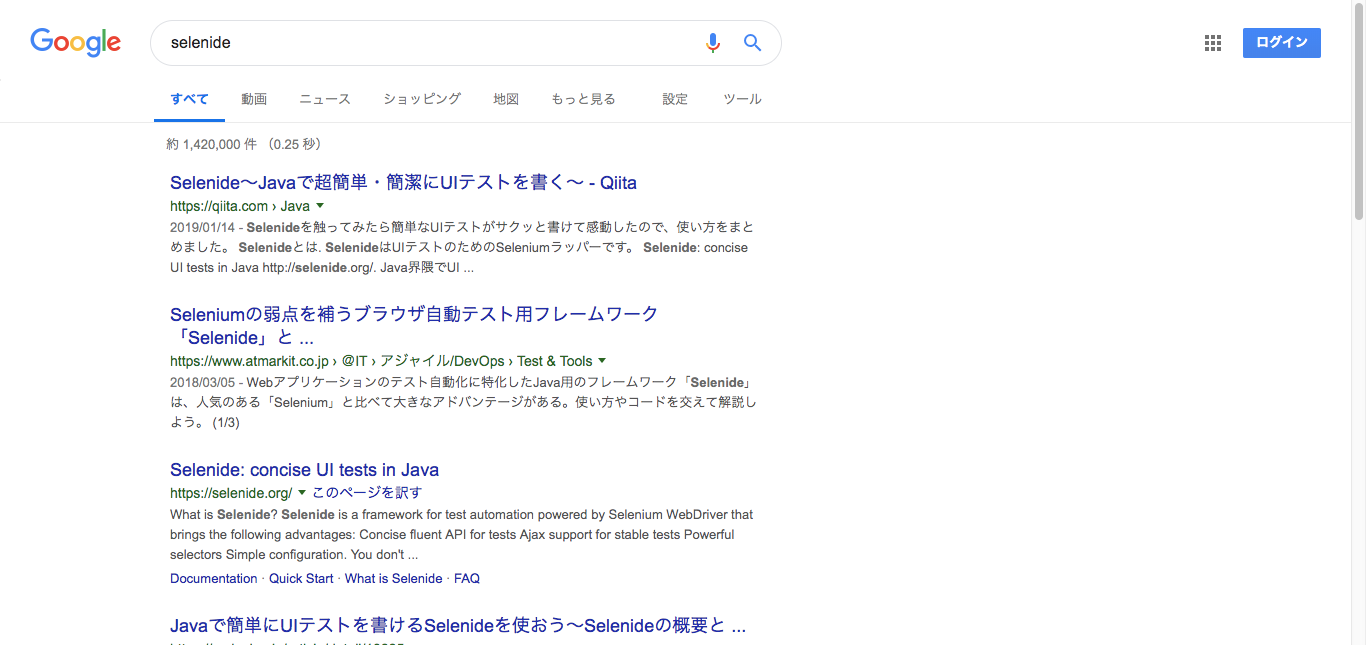 Google
selenide
ログイン
すべて 動画 ニュース ショッピング 地図 もっと見る 設定 ツール
約 1,420,000 件 （0.25 秒）
Selenide〜Javaで超簡単・簡潔にUIテストを書く〜 - Qiita
https://qiita.com › Java
2019/01/14 - Selenideを触ってみたら簡単なUIテストがサクッと書けて感動したので、使い方をまと
めました。 Selenideとは. SelenideはUIテストのためのSeleniumラッパーです。 Selenide: concise
UI tests in Java http://selenide.org/. Java界隈でUI ...
Seleniumの弱点を補うブラウザ自動テスト用フレームワーク
「Selenide」と ...
https://www.atmarkit.co.jp › @IT › アジャイル/DevOps › Test & Tools
2018/03/05 - Webアプリケーションのテスト自動化に特化したJava用のフレームワーク「Selenide」
は、人気のある「Selenium」と比べて大きなアドバンテージがある。使い方やコードを交えて解説し
よう。 (1/3)
Selenide: concise UI tests in Java
https://selenide.org/ このページを訳す
What is Selenide? Selenide is a framework for test automation powered by Selenium WebDriver that
brings the following advantages: Concise fluent API for tests Ajax support for stable tests Powerful
selectors Simple configuration. You don't ...
Documentation · Quick Start · What is Selenide · FAQ
Javaで簡単にUIテストを書けるSelenideを使おう〜Selenideの概要と ...